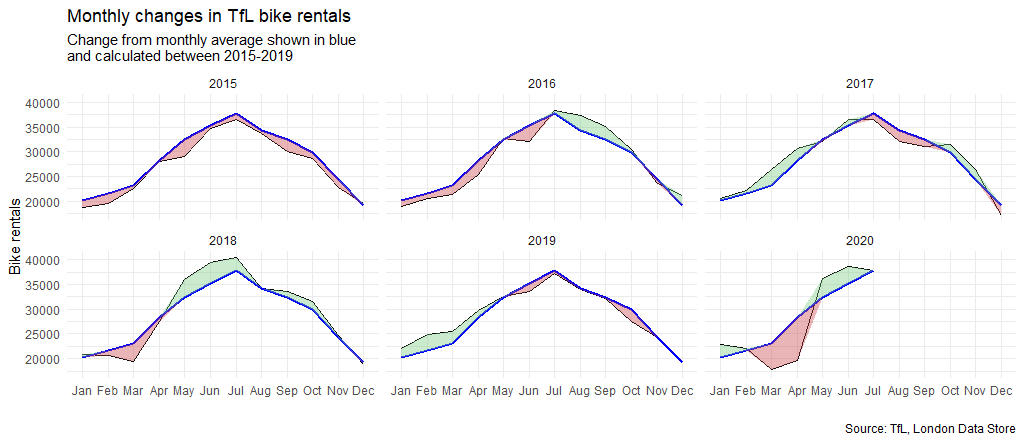 Monthly changes in TfL bike rentals
Change from monthly average shown in blue
and calculated between 2015-2019
2015 2016 2017
40000
35000
30000
25000
20000
Bike rentals
2018 2019 2020
40000
35000
30000
25000
20000
Jan Feb Mar Apr May Jun Jul Aug Sep Oct Nov Dec Jan Feb Mar Apr May Jun Jul Aug Sep Oct Nov Dec Jan Feb Mar Apr May Jun Jul Aug Sep Oct Nov Dec
Source: TfL, London Data Store